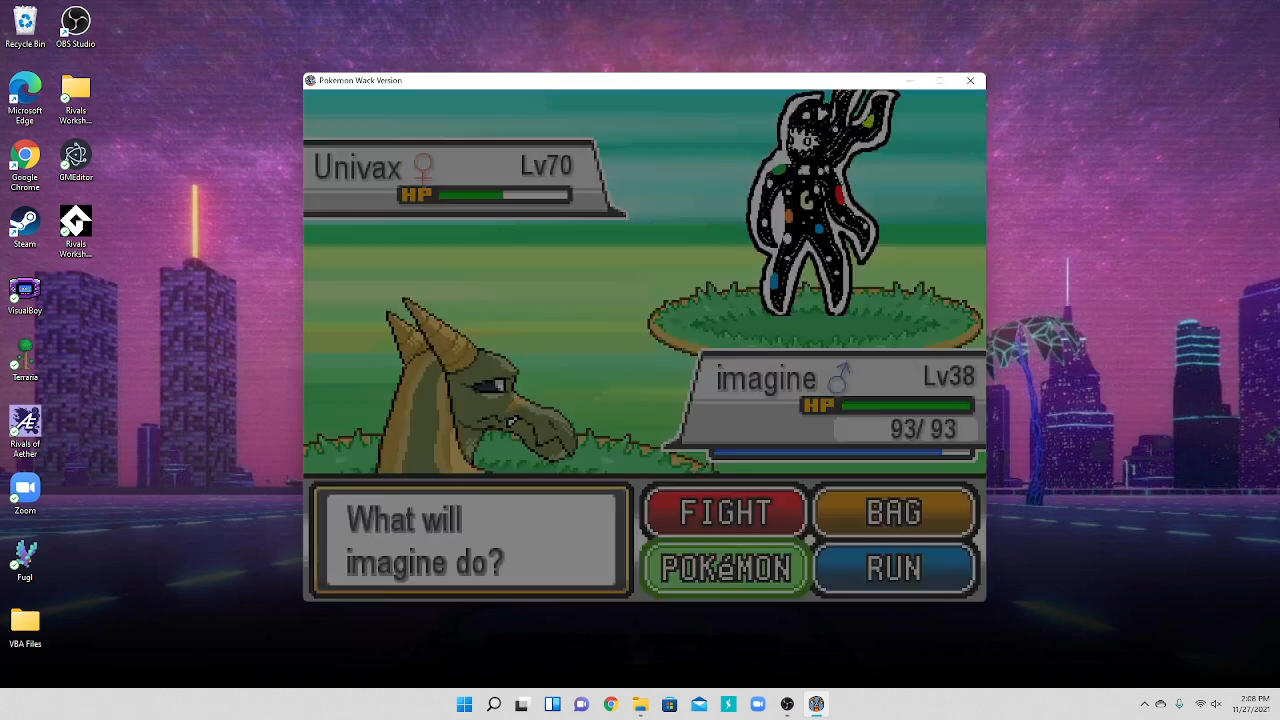 Recycle Bin
OBS Studio
Microsoft
Edge
Rivals
Worksh...
Google
Chrome
GMEditor
Steam
Rivals
Worksh...
VisualBoy
Terraria
Rivals of
Aether
Zoom
Fugl
VBA Files
Pokemon Wack Version
Univax ♀ Lv70
HP
imagine ♂ Lv38
HP
93/ 93
What will
imagine do?
FIGHT
BAG
POKéMON
RUN
2:08 PM
11/27/2021